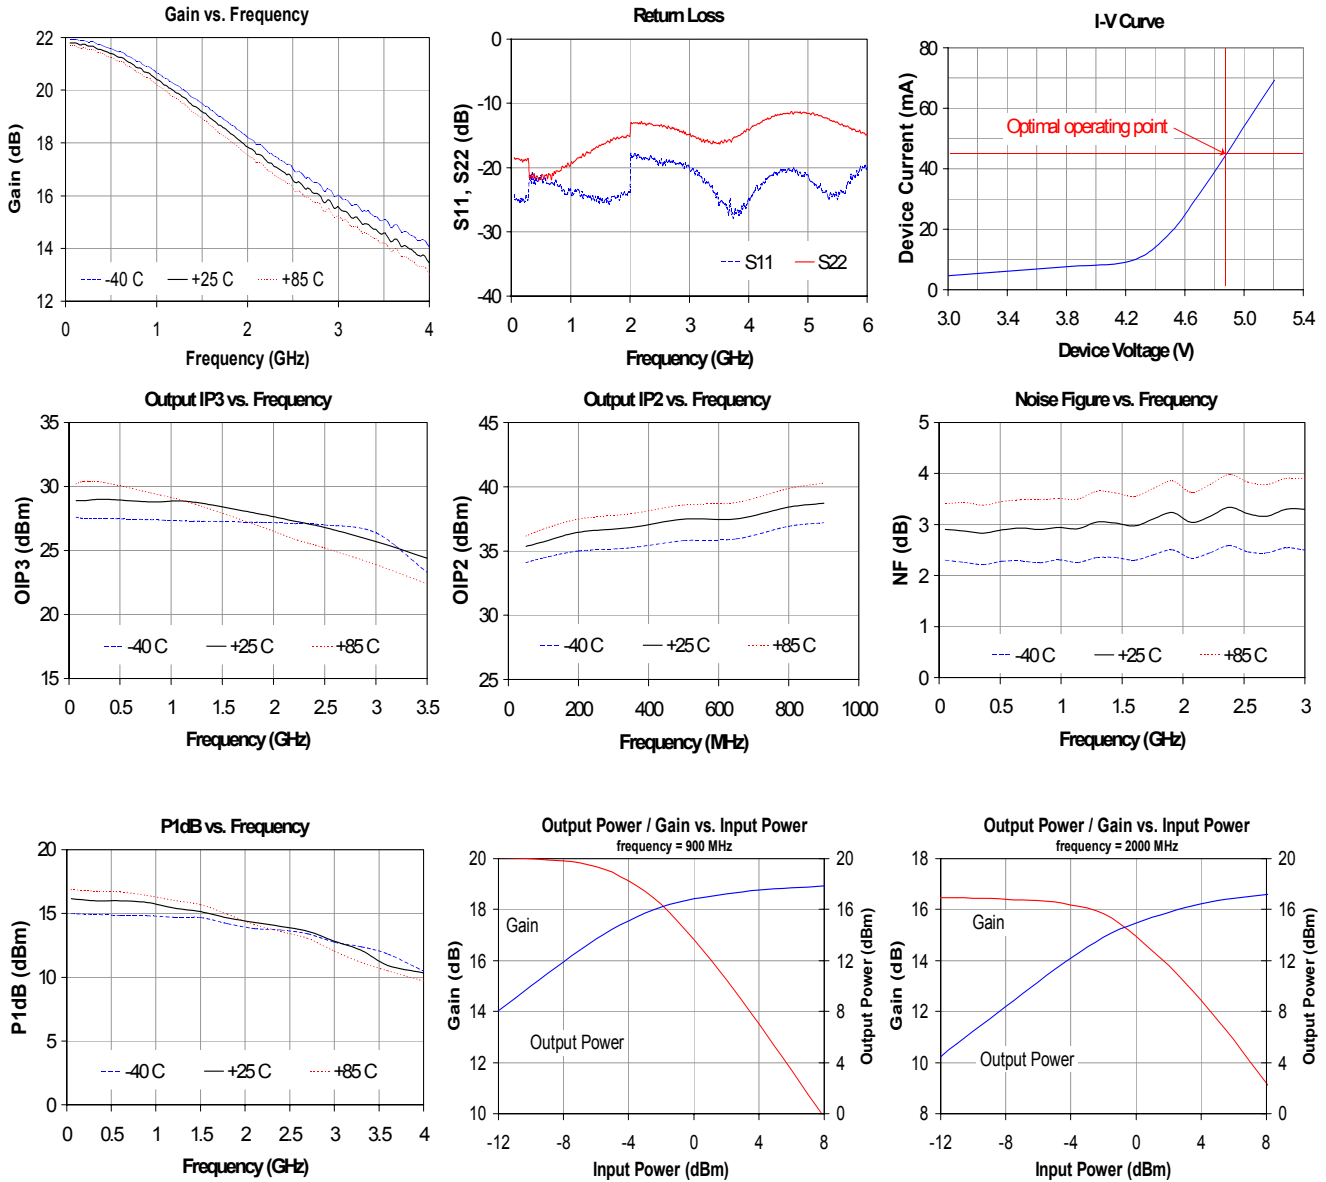 Gain vs. Frequency
Gain (dB)
22
20
18
16
14
12
-40 C
+25 C
+85 C
0
1
2
3
4
Frequency (GHz)
Return Loss
S11, S22 (dB)
0
-10
-20
-30
-40
S11
S22
0
1
2
3
4
5
6
Frequency (GHz)
I-V Curve
Device Current (mA)
80
60
40
20
0
Optimal operating point
3.0
3.4
3.8
4.2
4.6
5.0
5.4
Device Voltage (V)
Output IP3 vs. Frequency
OIP3 (dBm)
35
30
25
20
15
-40 C
+25 C
+85 C
0
0.5
1
1.5
2
2.5
3
3.5
Frequency (GHz)
Output IP2 vs. Frequency
OIP2 (dBm)
45
40
35
30
25
-40 C
+25 C
+85 C
0
200
400
600
800
1000
Frequency (MHz)
Noise Figure vs. Frequency
NF (dB)
5
4
3
2
1
0
-40 C
+25 C
+85 C
0
0.5
1
1.5
2
2.5
3
Frequency (GHz)
P1dB vs. Frequency
P1dB (dBm)
20
15
10
5
0
-40 C
+25 C
+85 C
0
0.5
1
1.5
2
2.5
3
3.5
4
Frequency (GHz)
Output Power / Gain vs. Input Power
frequency = 900 MHz
Gain (dB)
20
18
16
14
12
10
Gain
Output Power
20
16
12
8
4
0
Output Power (dBm)
-12
-8
-4
0
4
8
Input Power (dBm)
Output Power / Gain vs. Input Power
frequency = 2000 MHz
Gain (dB)
18
16
14
12
10
8
Gain
Output Power
20
16
12
8
4
0
Output Power (dBm)
-12
-8
-4
0
4
8
Input Power (dBm)